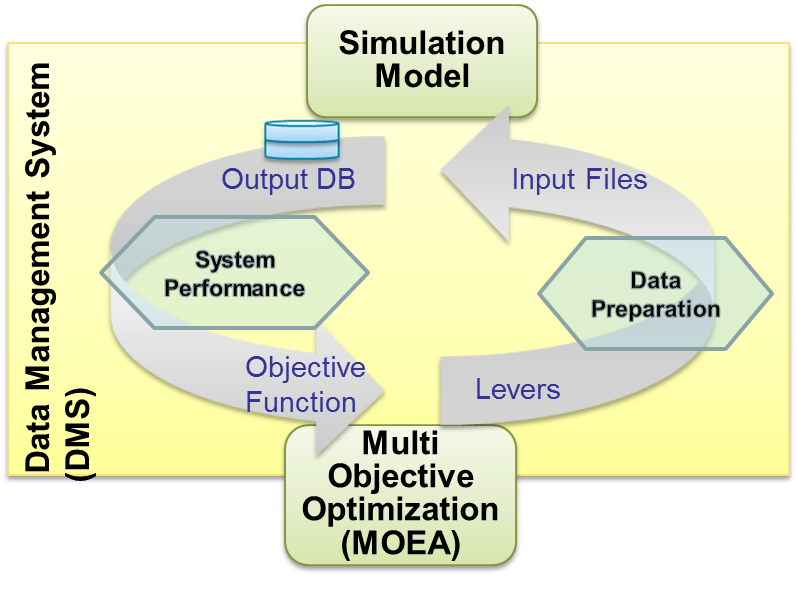 Simulation
Model
Data Management System
(DMS)
Output DB
Input Files
System
Performance
Data
Preparation
Objective
Function
Levers
Multi
Objective
Optimization
(MOEA)